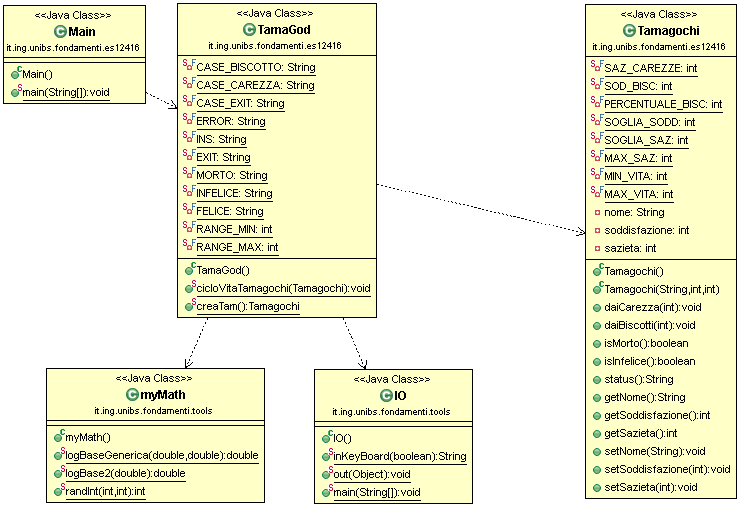 <<Java Class>>
Main
it.ing.unibs.fondamenti.es12416
Main()
main(String[]):void
<<Java Class>>
TamaGod
it.ing.unibs.fondamenti.es12416
CASE_BISCOTTO: String
CASE_CAREZZA: String
CASE_EXIT: String
ERROR: String
INS: String
EXIT: String
MORTO: String
INFELICE: String
FELICE: String
RANGE_MIN: int
RANGE_MAX: int
TamaGod()
cicloVitaTamagochi(Tamagochi):void
creaTam():Tamagochi
<<Java Class>>
Tamagochi
it.ing.unibs.fondamenti.es12416
SAZ_CAREZZE: int
SOD_BISC: int
PERCENTUALE_BISC: int
SOGLIA_SODD: int
SOGLIA_SAZ: int
MAX_SAZ: int
MIN_VITA: int
MAX_VITA: int
nome: String
soddisfazione: int
sazieta: int
Tamagochi()
Tamagochi(String,int,int)
daiCarezza(int):void
daiBiscotti(int):void
isMorto():boolean
isInfelice():boolean
status():String
getNome():String
getSoddisfazione():int
getSazieta():int
setNome(String):void
setSoddisfazione(int):void
setSazieta(int):void
<<Java Class>>
myMath
it.ing.unibs.fondamenti.tools
myMath()
logBaseGenerica(double,double):double
logBase2(double):double
randInt(int,int):int
<<Java Class>>
IO
it.ing.unibs.fondamenti.tools
IO()
inKeyBoard(boolean):String
out(Object):void
main(String[]):void